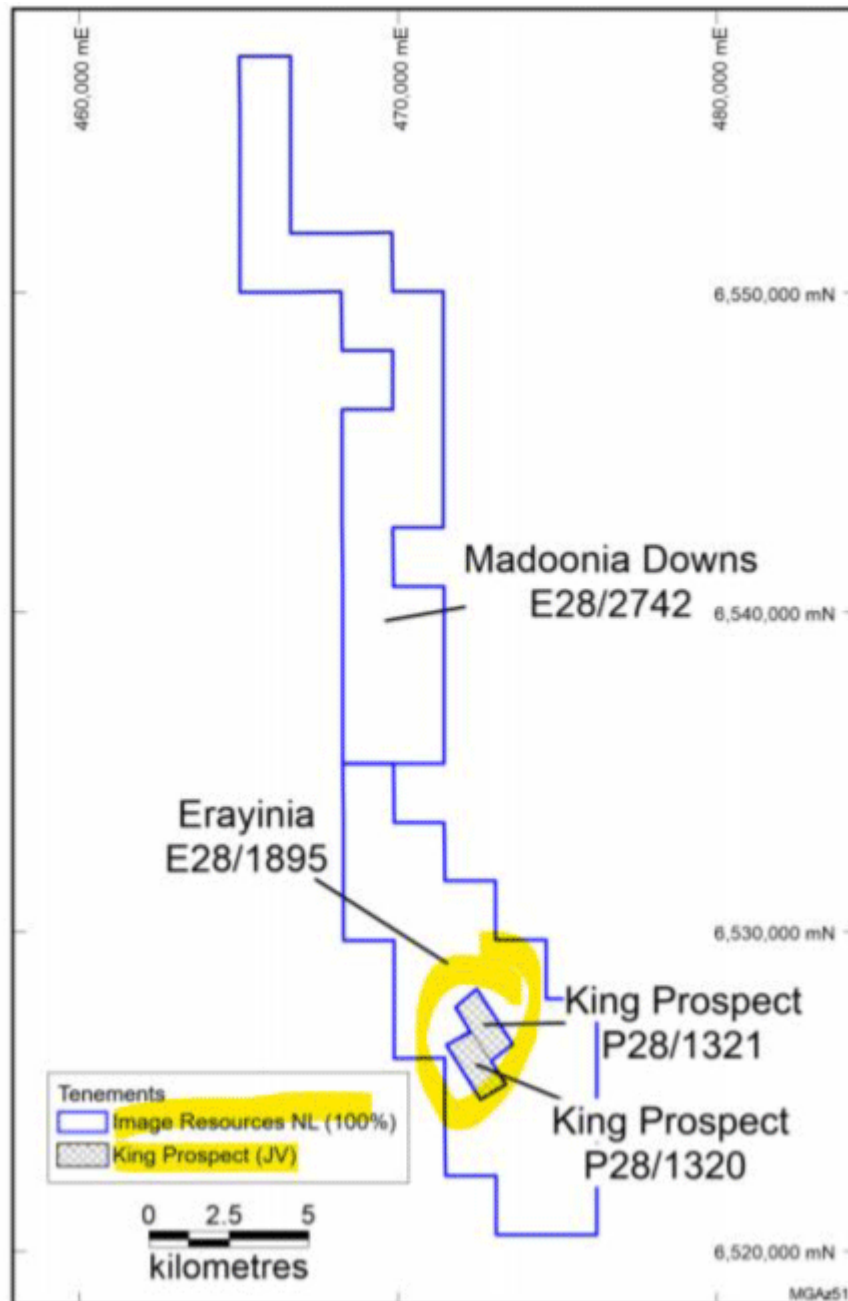 460,000 mE
470,000 mE
480,000 mE
6,550,000 mN
Madoonia Downs
E28/2742
6,540,000 mN
Erayinia
E28/1895
6,530,000 mN
King Prospect
P28/1321
Tenements
Image Resources NL (100%)
King Prospect (JV)
King Prospect
P28/1320
0 2.5 5
kilometres
6,520,000 mN
MGAz51